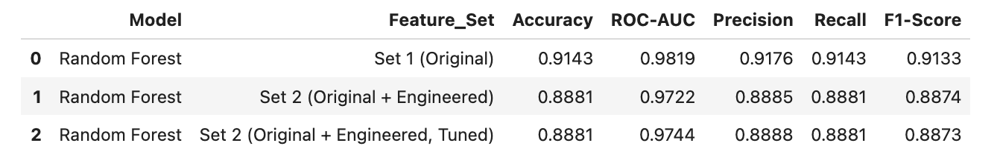 Model Feature_Set Accuracy ROC-AUC Precision Recall F1-Score
0 Random Forest Set 1 (Original) 0.9143 0.9819 0.9176 0.9143 0.9133
1 Random Forest Set 2 (Original + Engineered) 0.8881 0.9722 0.8885 0.8881 0.8874
2 Random Forest Set 2 (Original + Engineered, Tuned) 0.8881 0.9744 0.8888 0.8881 0.8873